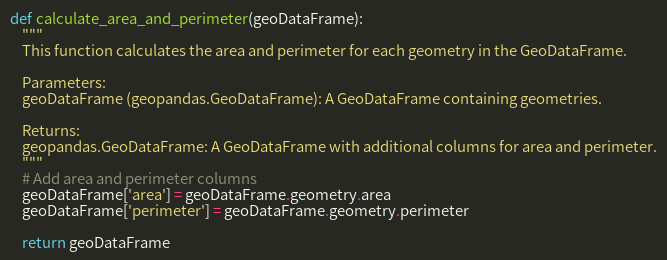 def calculate_area_and_perimeter(geoDataFrame):
    """
    This function calculates the area and perimeter for each geometry in the GeoDataFrame.

    Parameters:
    geoDataFrame (geopandas.GeoDataFrame): A GeoDataFrame containing geometries.

    Returns:
    geopandas.GeoDataFrame: A GeoDataFrame with additional columns for area and perimeter.
    """
    # Add area and perimeter columns
    geoDataFrame['area'] = geoDataFrame.geometry.area
    geoDataFrame['perimeter'] = geoDataFrame.geometry.perimeter

    return geoDataFrame